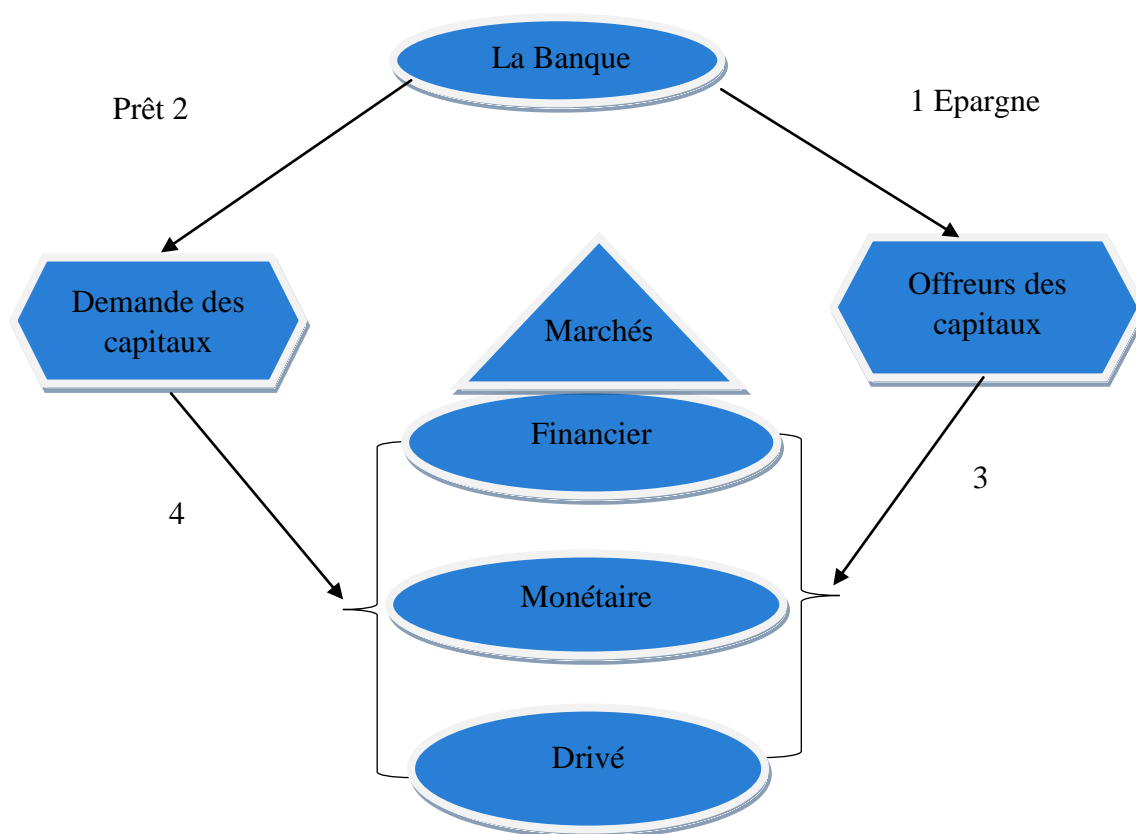 La Banque
Prêt 2
1 Epargne
Demande des
capitaux
Offreurs des
capitaux
Marchés
Financier
3
4
Monétaire
Drivé